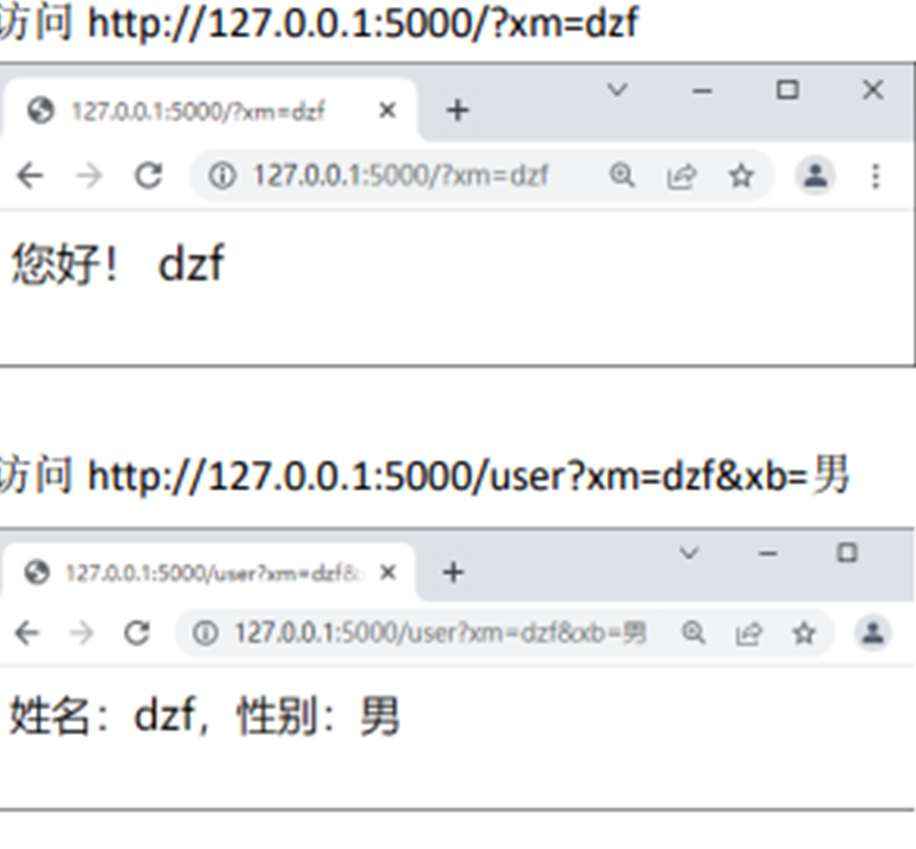 访问 http://127.0.0.1:5000/?xm=dzf
127.0.0.1:5000/?xm=dzf
127.0.0.1:5000/?xm=dzf
您好！ dzf
访问 http://127.0.0.1:5000/user?xm=dzf&xb=男
127.0.0.1:5000/user?xm=dzf&
127.0.0.1:5000/user?xm=dzf&xb=男
姓名：dzf，性别：男